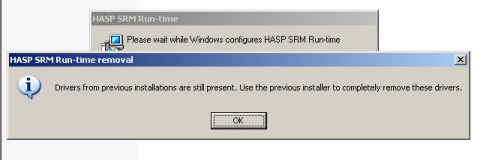 HASP SRM Run-time
Please wait while Windows configures HASP SRM Run-time
HASP SRM Run-time removal
Drivers from previous installations are still present. Use the previous installer to completely remove these drivers.
OK